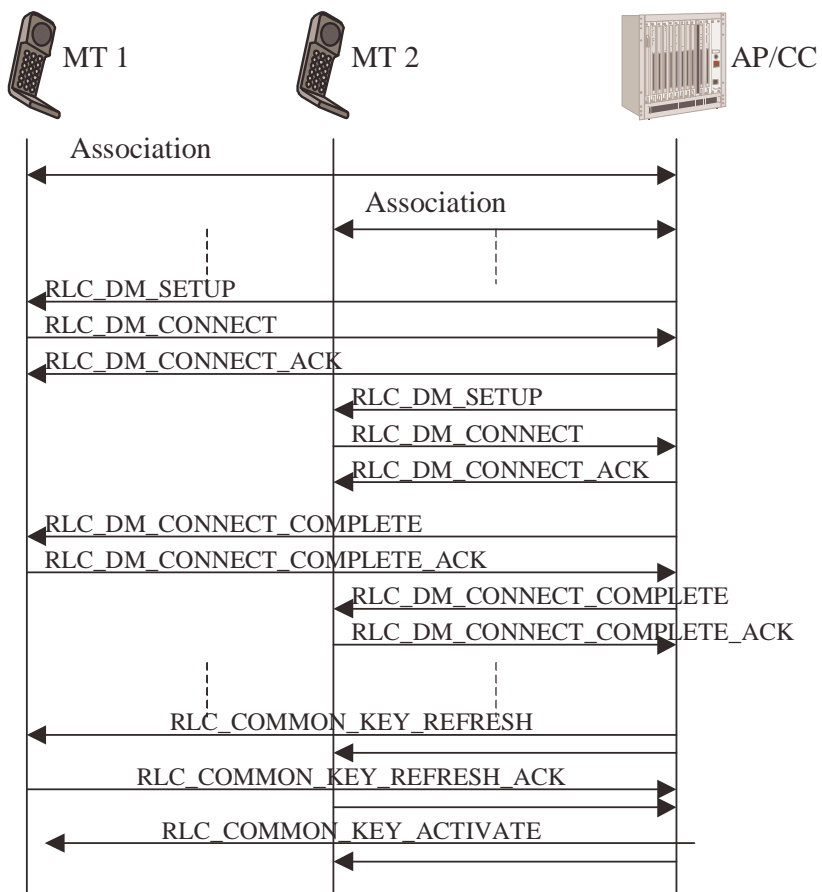 MT 1
MT 2
AP/CC
Association
Association
RLC_DM_SETUP
RLC_DM_CONNECT
RLC_DM_CONNECT_ACK
RLC_DM_SETUP
RLC_DM_CONNECT
RLC_DM_CONNECT_ACK
RLC_DM_CONNECT_COMPLETE
RLC_DM_CONNECT_COMPLETE_ACK
RLC_DM_CONNECT_COMPLETE
RLC_DM_CONNECT_COMPLETE_ACK
RLC_COMMON_KEY_REFRESH
RLC_COMMON_KEY_REFRESH_ACK
RLC_COMMON_KEY_ACTIVATE